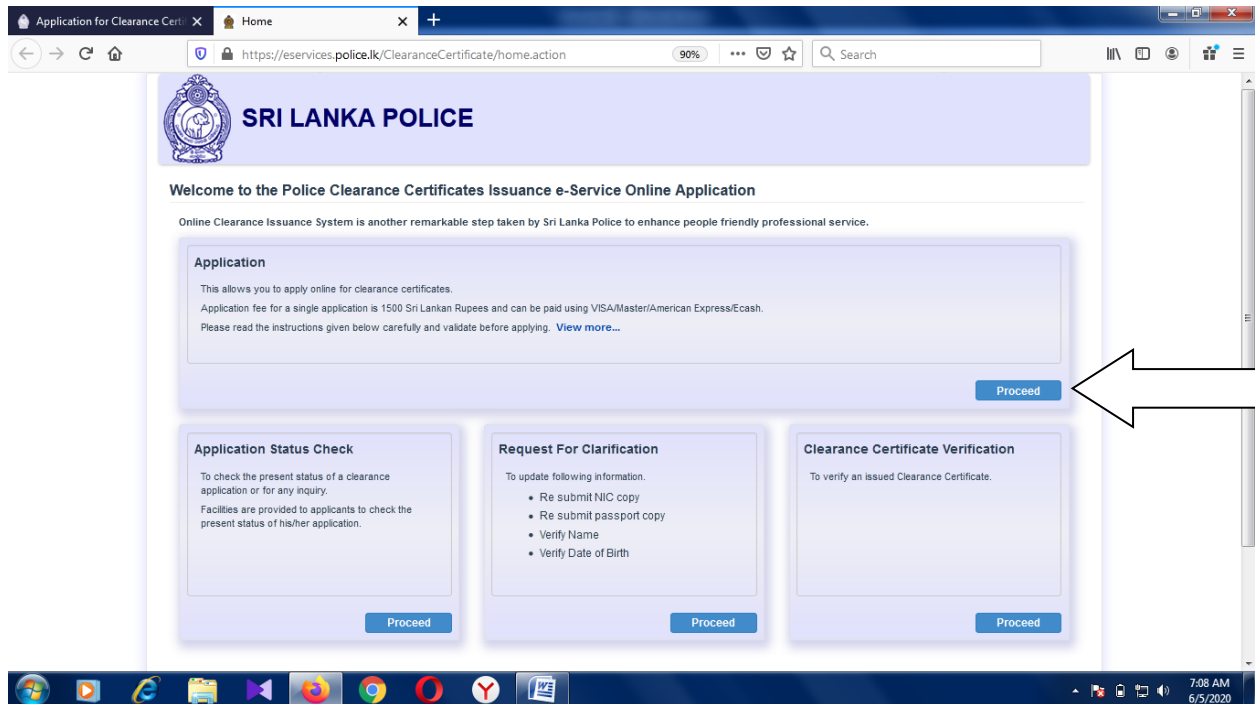 Application for Clearance Certi
Home
https://eservices.police.lk/ClearanceCertificate/home.action
90%
Search
SRI LANKA POLICE
Welcome to the Police Clearance Certificates Issuance e-Service Online Application
Online Clearance Issuance System is another remarkable step taken by Sri Lanka Police to enhance people friendly professional service.
Application
This allows you to apply online for clearance certificates.
Application fee for a single application is 1500 Sri Lankan Rupees and can be paid using VISA/Master/American Express/Ecash.
Please read the instructions given below carefully and validate before applying. View more...
Proceed
Application Status Check
To check the present status of a clearance
application or for any inquiry.
Facilities are provided to applicants to check the
present status of his/her application.
Proceed
Request For Clarification
To update following information.
• Re submit NIC copy
• Re submit passport copy
• Verify Name
• Verify Date of Birth
Proceed
Clearance Certificate Verification
To verify an issued Clearance Certificate.
Proceed
7:08 AM
6/5/2020